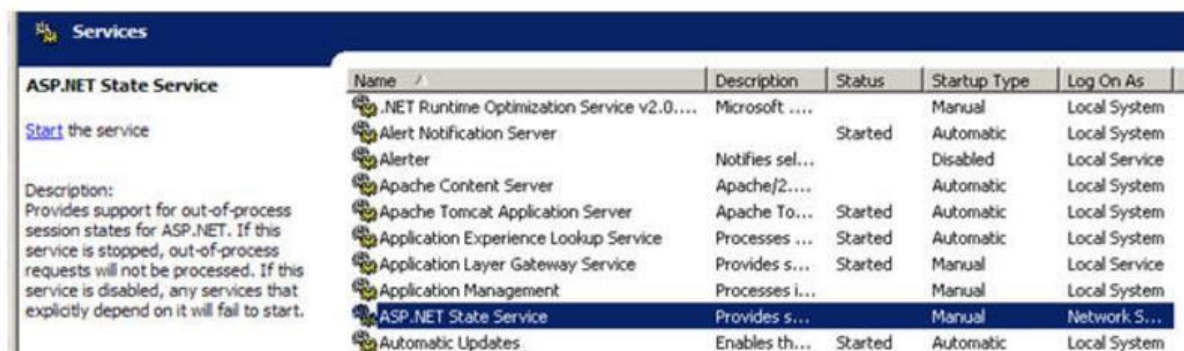 Services
ASP.NET State Service
Start the service
Description:
Provides support for out-of-process
session states for ASP.NET. If this
service is stopped, out-of-process
requests will not be processed. If this
service is disabled, any services that
explicitly depend on it will fail to start.
Name Description Status Startup Type Log On As
.NET Runtime Optimization Service v2.0.... Microsoft .... Manual Local System
Alert Notification Server Started Automatic Local System
Alerter Notifies sel... Disabled Local Service
Apache Content Server Apache/2.... Automatic Local System
Apache Tomcat Application Server Apache To... Started Automatic Local System
Application Experience Lookup Service Processes ... Started Automatic Local System
Application Layer Gateway Service Provides s... Started Manual Local Service
Application Management Processes i... Manual Local System
ASP.NET State Service Provides s... Manual Network S...
Automatic Updates Enables th... Started Automatic Local System